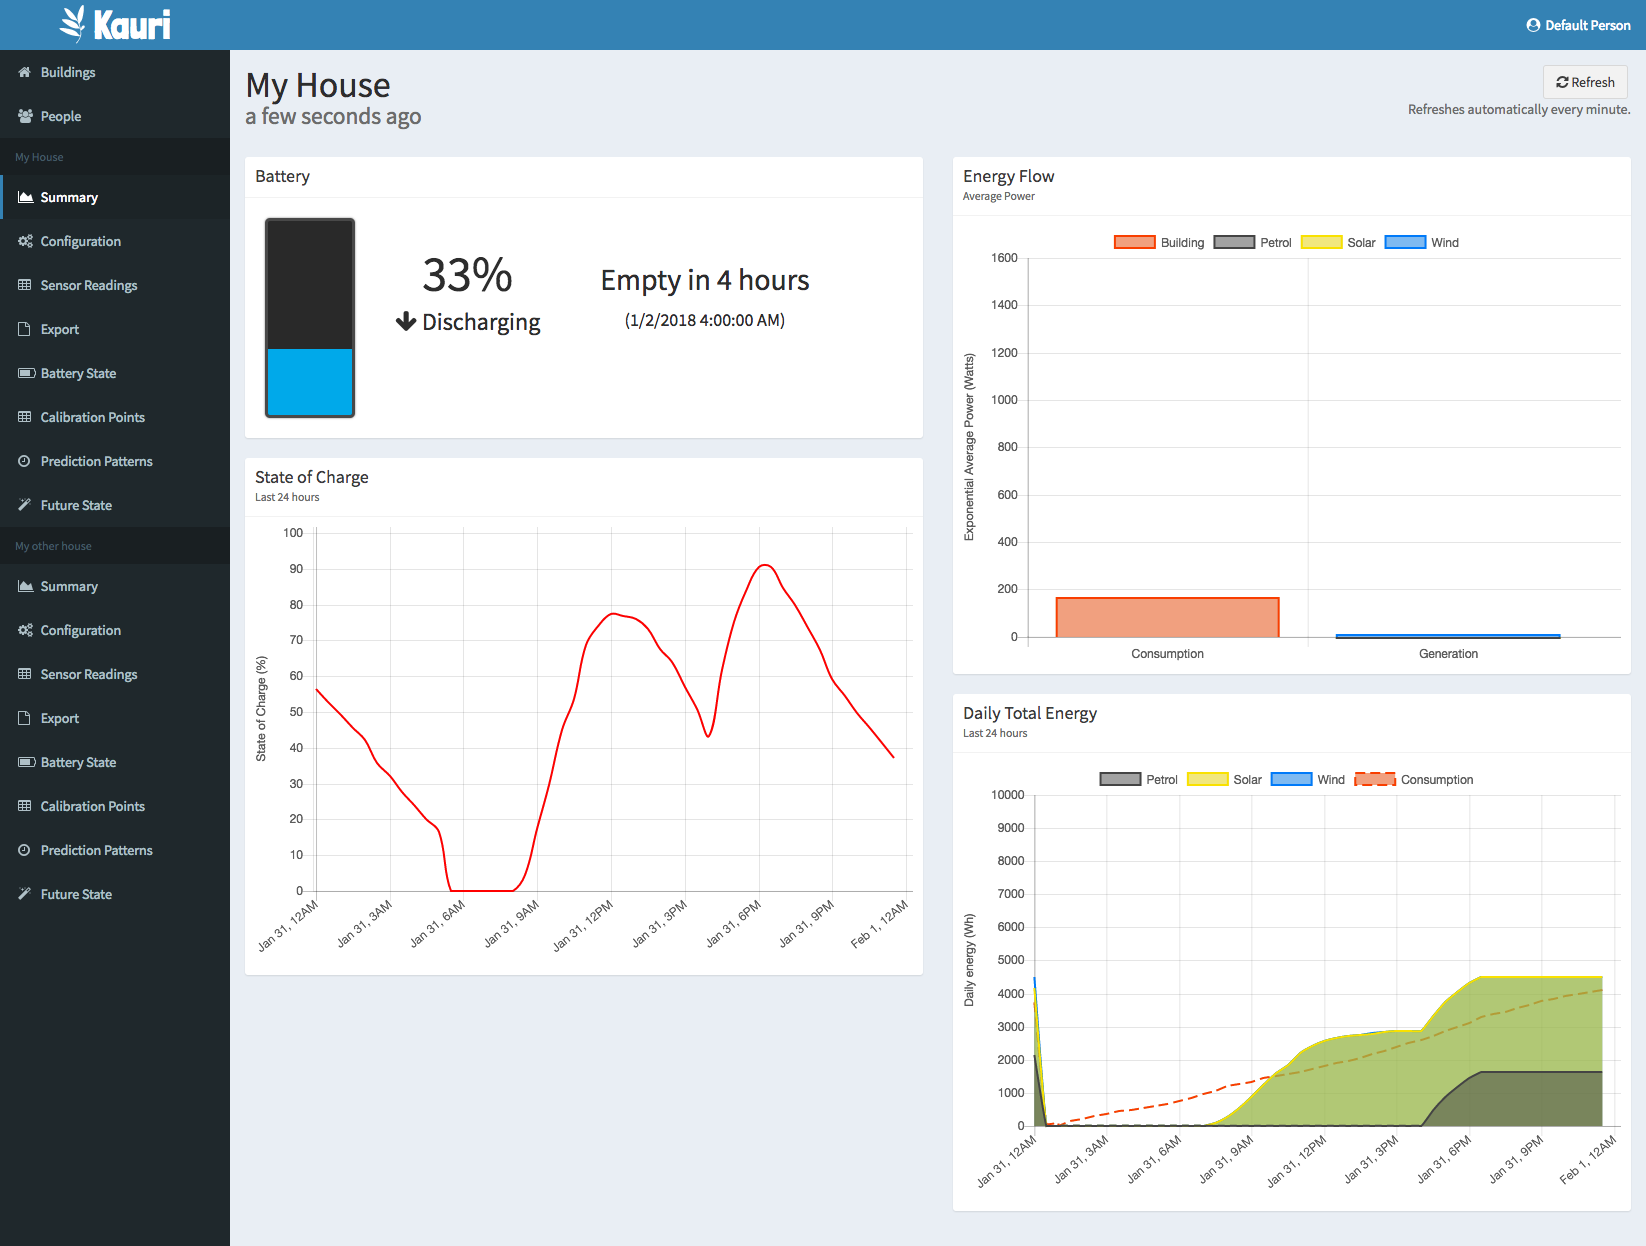 Kauri
Default Person
Buildings
People
My House
Summary
Configuration
Sensor Readings
Export
Battery State
Calibration Points
Prediction Patterns
Future State
My other house
Summary
Configuration
Sensor Readings
Export
Battery State
Calibration Points
Prediction Patterns
Future State
My House
a few seconds ago
Refresh
Refreshes automatically every minute.
Battery
33%
Discharging
Empty in 4 hours
(1/2/2018 4:00:00 AM)
State of Charge
Last 24 hours
State of Charge (%)
100
90
80
70
60
50
40
30
20
10
0
Jan 31, 12AM
Jan 31, 3AM
Jan 31, 6AM
Jan 31, 9AM
Jan 31, 12PM
Jan 31, 3PM
Jan 31, 6PM
Jan 31, 9PM
Feb 1, 12AM
Energy Flow
Average Power
Building Petrol Solar Wind
Exponential Average Power (Watts)
1600
1400
1200
1000
800
600
400
200
0
Consumption
Generation
Daily Total Energy
Last 24 hours
Petrol Solar Wind Consumption
Daily energy (Wh)
10000
9000
8000
7000
6000
5000
4000
3000
2000
1000
0
Jan 31, 12AM
Jan 31, 3AM
Jan 31, 6AM
Jan 31, 9AM
Jan 31, 12PM
Jan 31, 3PM
Jan 31, 6PM
Jan 31, 9PM
Feb 1, 12AM